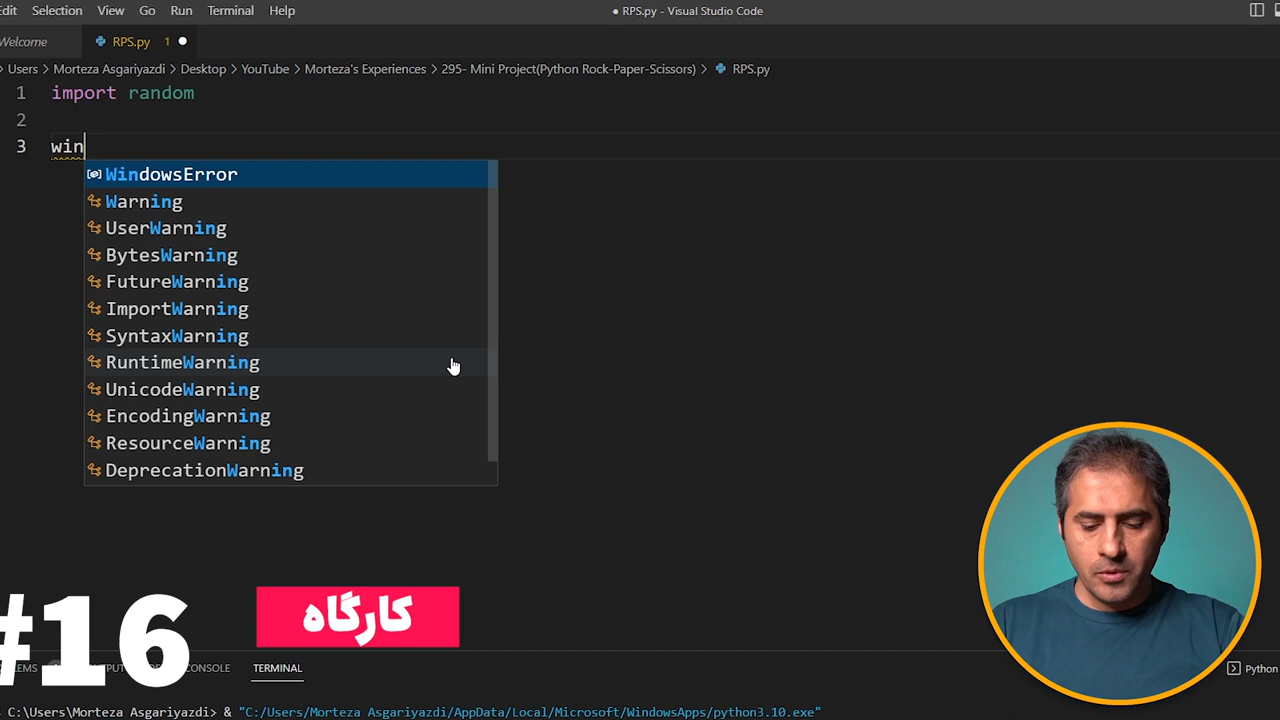 Edit Selection View Go Run Terminal Help ● RPS.py - Visual Studio Code
Welcome RPS.py 1 ●
Users > Morteza Asgariyazdi > Desktop > YouTube > Morteza's Experiences > 295- Mini Project(Python Rock-Paper-Scissors) > RPS.py
1 import random
2
3 win
WindowsError
Warning
UserWarning
BytesWarning
FutureWarning
ImportWarning
SyntaxWarning
RuntimeWarning
UnicodeWarning
EncodingWarning
ResourceWarning
DeprecationWarning
#16 کارگاه
CONSOLE TERMINAL Python
C:\Users\Morteza Asgariyazdi> & "C:/Users/Morteza Asgariyazdi/AppData/Local/Microsoft/WindowsApps/python3.10.exe"